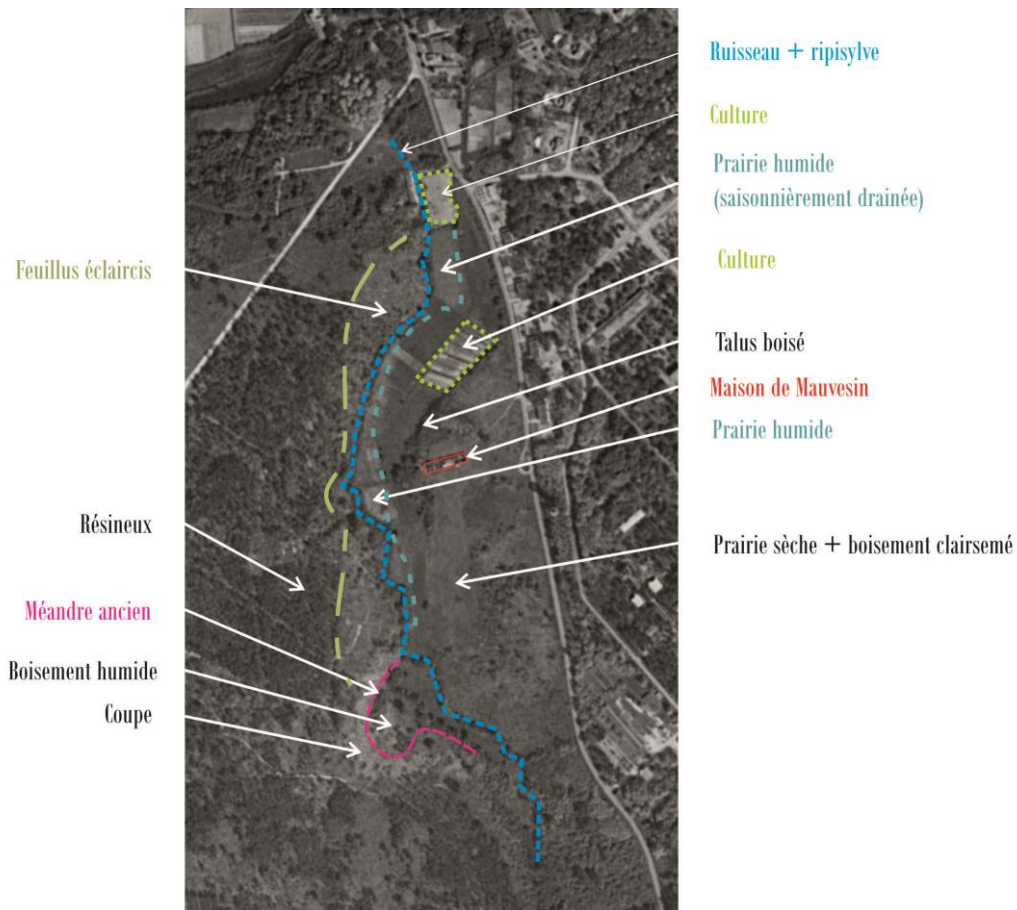 Ruisseau + ripisylve
Culture
Prairie humide
(saisonnièrement drainée)
Culture
Feuillus éclaircis
Talus boisé
Maison de Mauvesin
Prairie humide
Résineux
Prairie sèche + boisement clairsemé
Méandre ancien
Boisement humide
Coupe